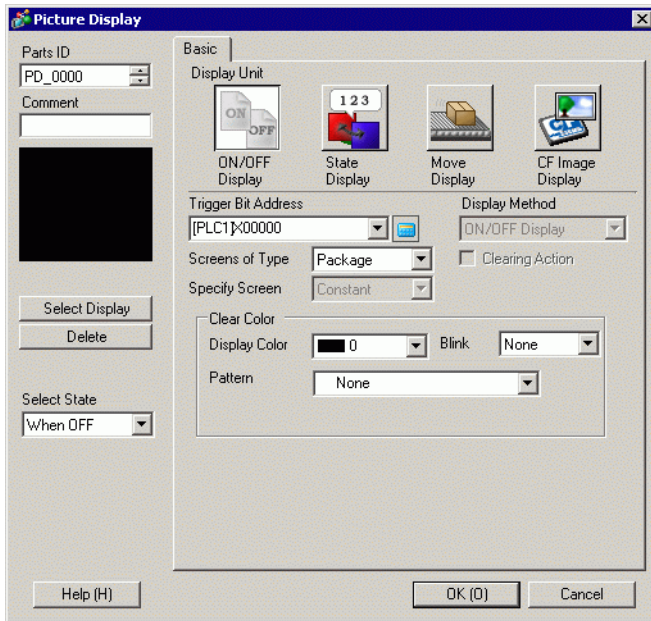 Picture Display
Parts ID
PD_0000
Comment
Select Display
Delete
Select State
When OFF
Basic
Display Unit
ON
OFF
ON/OFF
Display
1 2 3
State
Display
Move
Display
CF Image
Display
Trigger Bit Address
[PLC1]X00000
Display Method
ON/OFF Display
Screens of Type
Package
Clearing Action
Specify Screen
Constant
Clear Color
Display Color
0
Blink
None
Pattern
None
Help (H)
OK (O)
Cancel